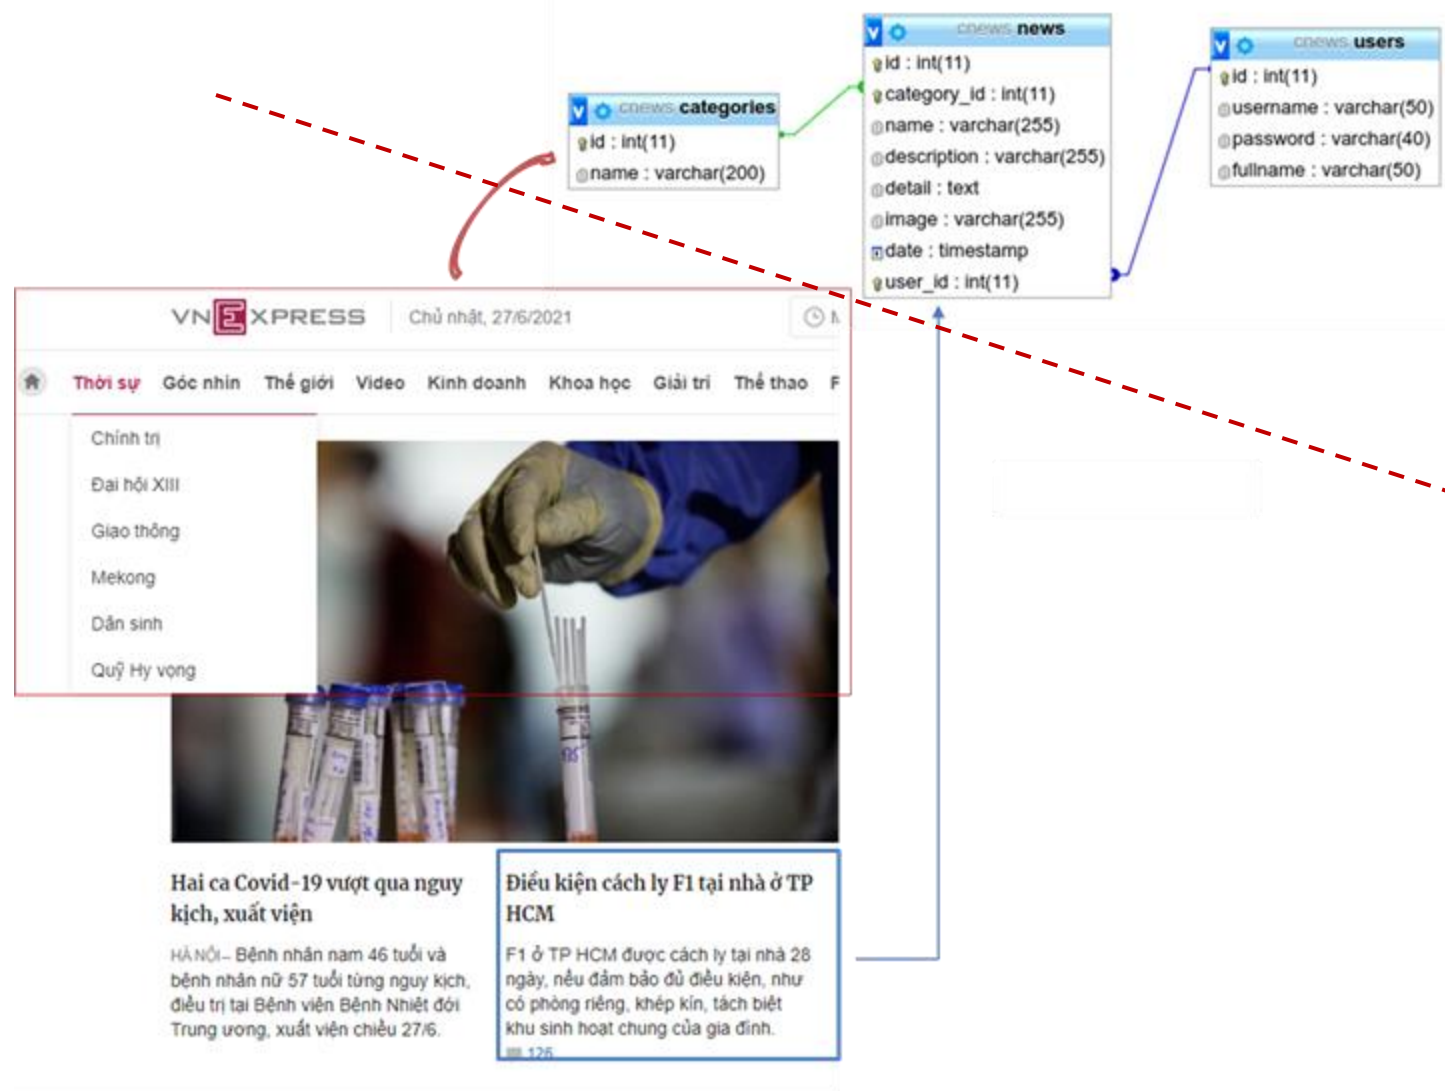 cnews categories
id : int(11)
name : varchar(200)
cnews news
id : int(11)
category_id : int(11)
name : varchar(255)
description : varchar(255)
detail : text
image : varchar(255)
date : timestamp
user_id : int(11)
cnews users
id : int(11)
username : varchar(50)
password : varchar(40)
fullname : varchar(50)
VNEXPRESS
Chủ nhật, 27/6/2021
Thời sự Góc nhìn Thế giới Video Kinh doanh Khoa học Giải trí Thể thao
Chính trị
Đại hội XIII
Giao thông
Mekong
Dân sinh
Quỹ Hy vọng
Hai ca Covid-19 vượt qua nguy
kịch, xuất viện
HÀ NỘI– Bệnh nhân nam 46 tuổi và
bệnh nhân nữ 57 tuổi từng nguy kịch,
điều trị tại Bệnh viện Bệnh Nhiệt đới
Trung ương, xuất viện chiều 27/6.
Điều kiện cách ly F1 tại nhà ở TP
HCM
F1 ở TP HCM được cách ly tại nhà 28
ngày, nếu đảm bảo đủ điều kiện, như
có phòng riêng, khép kín, tách biệt
khu sinh hoạt chung của gia đình.
126